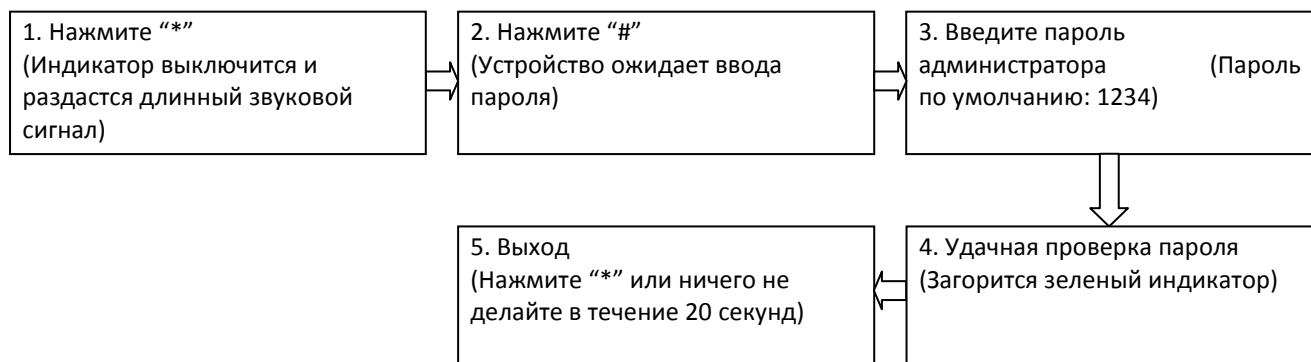 1. Нажмите “*”
(Индикатор выключится и
раздастся длинный звуковой
сигнал)
2. Нажмите “#”
(Устройство ожидает ввода
пароля)
3. Введите пароль
администратора (Пароль
по умолчанию: 1234)
4. Удачная проверка пароля
(Загорится зеленый индикатор)
5. Выход
(Нажмите “*” или ничего не
делайте в течение 20 секунд)